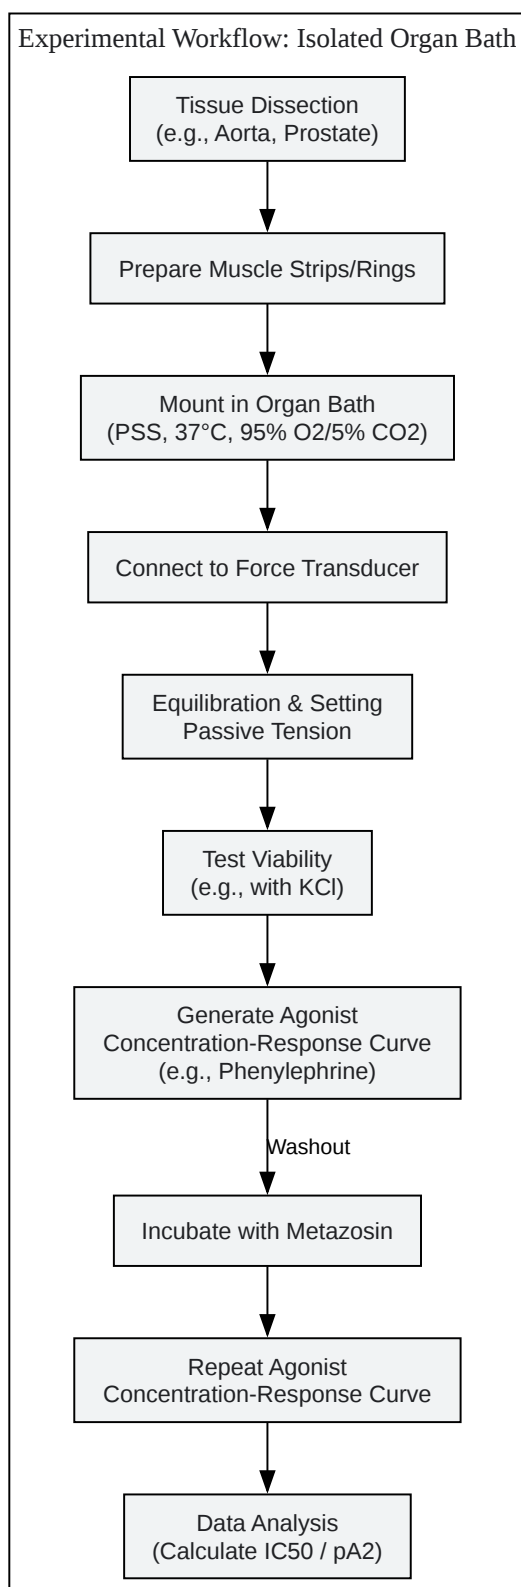 Experimental Workflow: Isolated Organ Bath
Tissue Dissection
(e.g., Aorta, Prostate)
Prepare Muscle Strips/Rings
Mount in Organ Bath
(PSS, 37°C, 95% O2/5% CO2)
Connect to Force Transducer
Equilibration & Setting
Passive Tension
Test Viability
(e.g., with KCl)
Generate Agonist
Concentration-Response Curve
(e.g., Phenylephrine)
Washout
Incubate with Metazosin
Repeat Agonist
Concentration-Response Curve
Data Analysis
(Calculate IC50 / pA2)